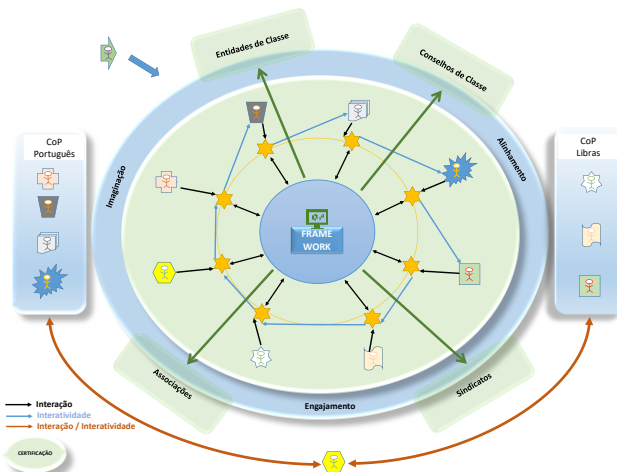 Entidades de Classe
Conselhos de Classe
CoP
Português
CoP
Libras
Imaginação
Alinhamento
FRAME
WORK
Associações
Engajamento
Sindicatos
Interação
Interatividade
Interação / Interatividade
CERTIFICAÇÃO